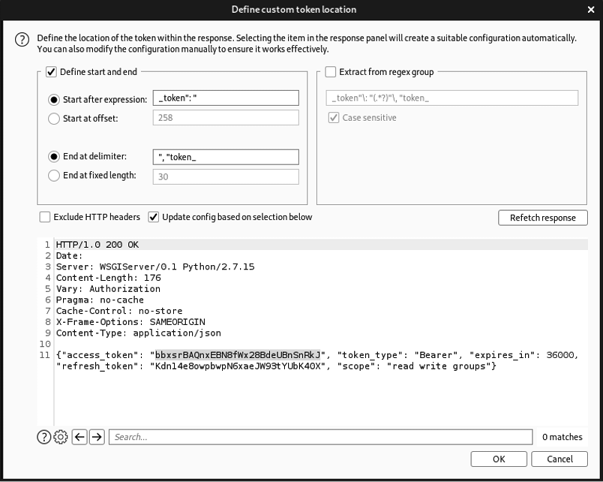 Define custom token location
Define the location of the token within the response. Selecting the item in the response panel will create a suitable configuration automatically.
You can also modify the configuration manually to ensure it works effectively.
Define start and end
Extract from regex group
Start after expression:
_token": "
_token"\: "(.*?)"\, "token_
Start at offset:
258
Case sensitive
End at delimiter:
", "token_
End at fixed length:
30
Exclude HTTP headers
Update config based on selection below
Refetch response
1 HTTP/1.0 200 OK
2 Date:
3 Server: WSGIServer/0.1 Python/2.7.15
4 Content-Length: 176
5 Vary: Authorization
6 Pragma: no-cache
7 Cache-Control: no-store
8 X-Frame-Options: SAMEORIGIN
9 Content-Type: application/json
10
11 {"access_token": "bbxsrBAQnxEBN8fWx28BdeUBnSnRkJ", "token_type": "Bearer", "expires_in": 36000,
"refresh_token": "Kdn14e8owpbwpN6xaeJW93tYUbK4OX", "scope": "read write groups"}
Search...
0 matches
OK
Cancel